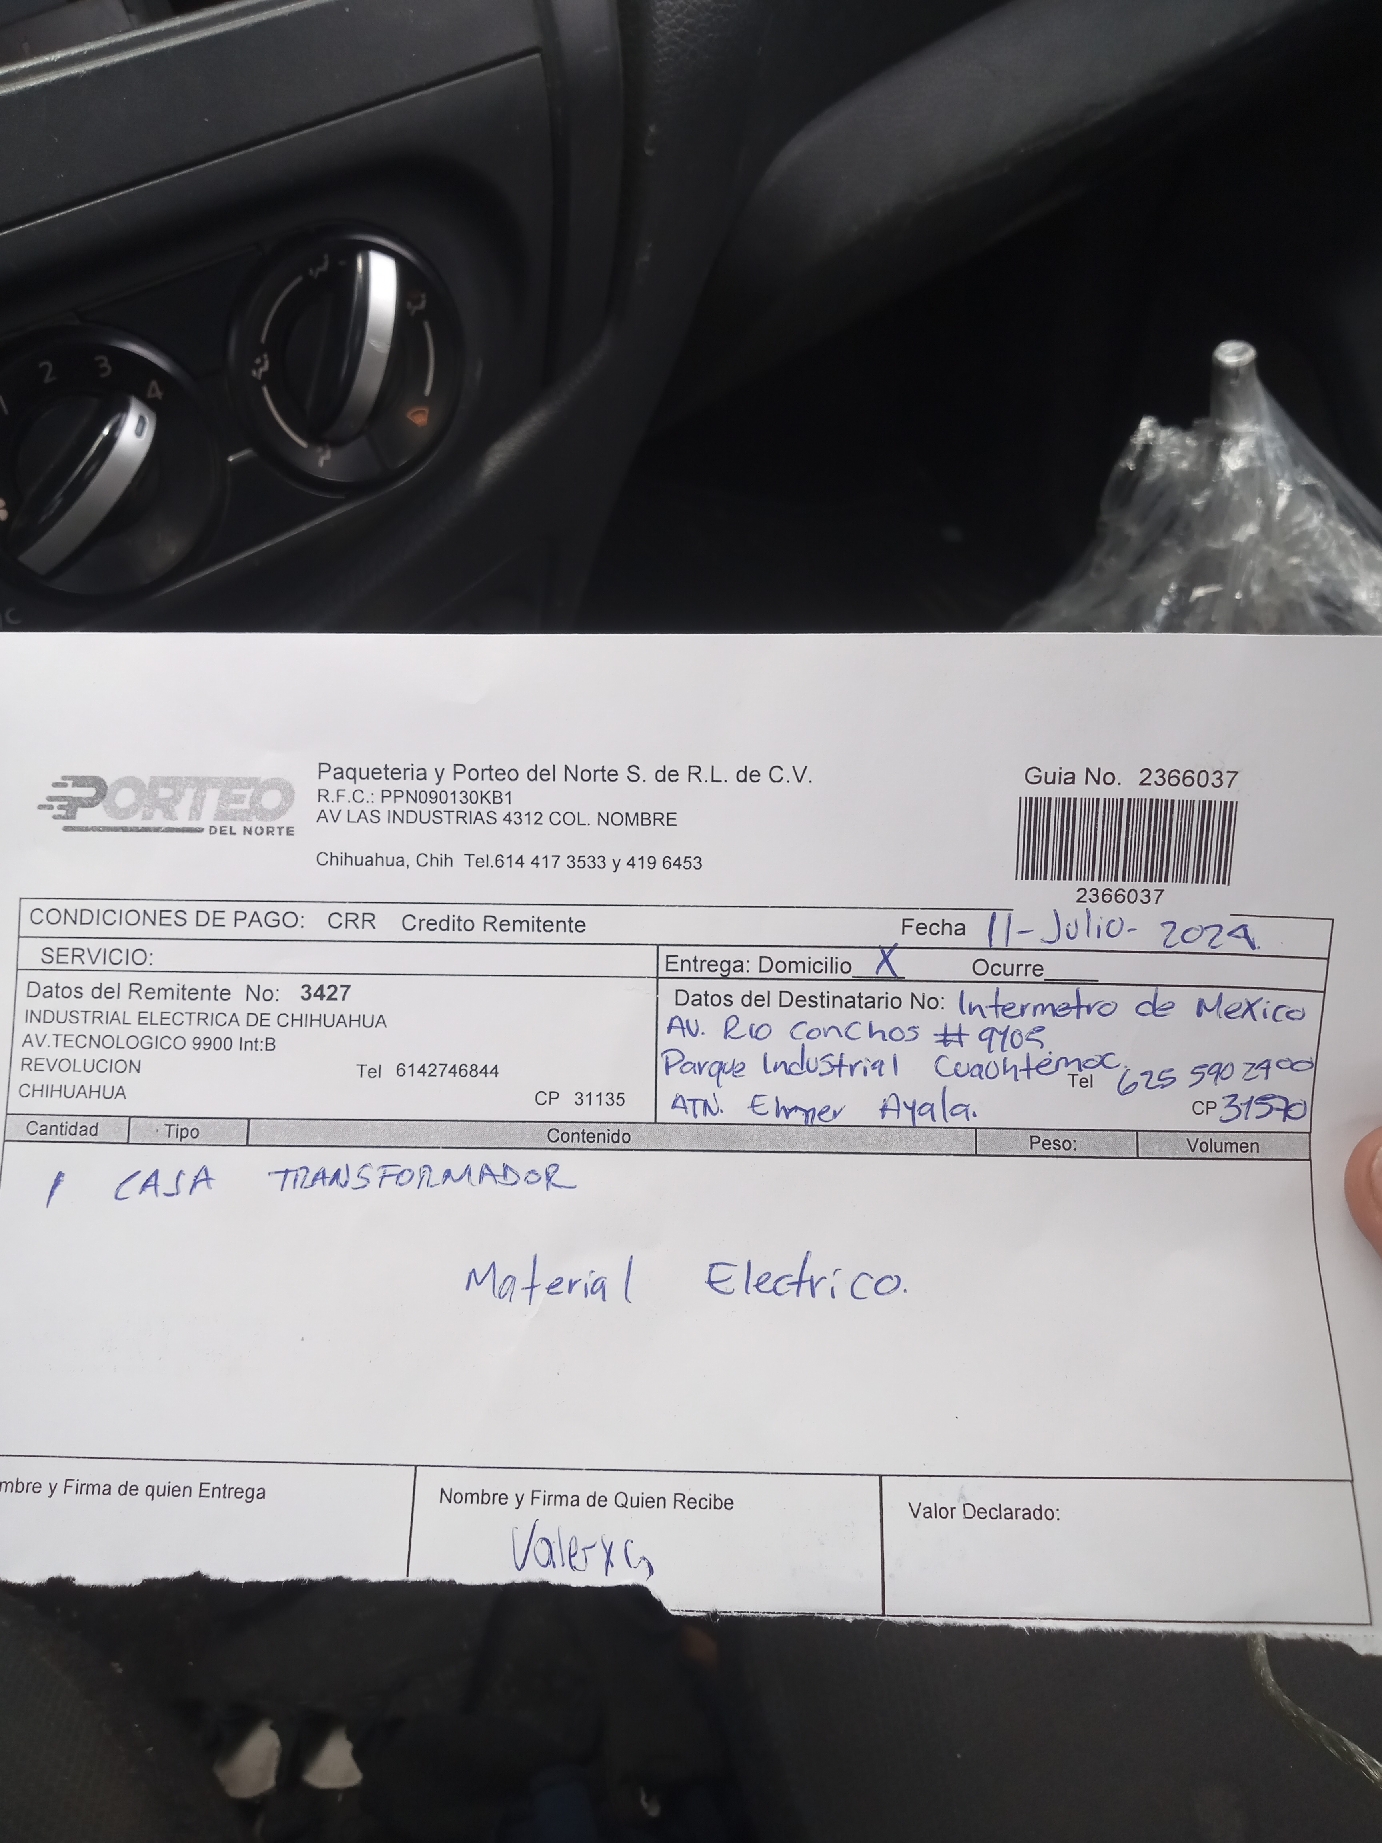 2 3 4
PORTEO
DEL NORTE
Paqueteria y Porteo del Norte S. de R.L. de C.V.
R.F.C.: PPN090130KB1
AV LAS INDUSTRIAS 4312 COL. NOMBRE
Chihuahua, Chih Tel.614 417 3533 y 419 6453
Guia No. 2366037
2366037
CONDICIONES DE PAGO: CRR Credito Remitente
Fecha 11-Julio-2024
SERVICIO:
Entrega: Domicilio X Ocurre
Datos del Remitente No: 3427
INDUSTRIAL ELECTRICA DE CHIHUAHUA
AV.TECNOLOGICO 9900 Int:B
REVOLUCION
Tel 6142746844
CHIHUAHUA
CP 31135
Datos del Destinatario No: Intermetro de Mexico
AV. Rio Conchos #9705
Parque Industrial Cuauhtémoc
Tel 625 590 2400
ATN. Elmer Ayala.
CP 31570
Cantidad Tipo Contenido Peso: Volumen
1 CAJA TRANSFORMADOR
Material Electrico.
mbre y Firma de quien Entrega
Nombre y Firma de Quien Recibe
Valor Declarado: